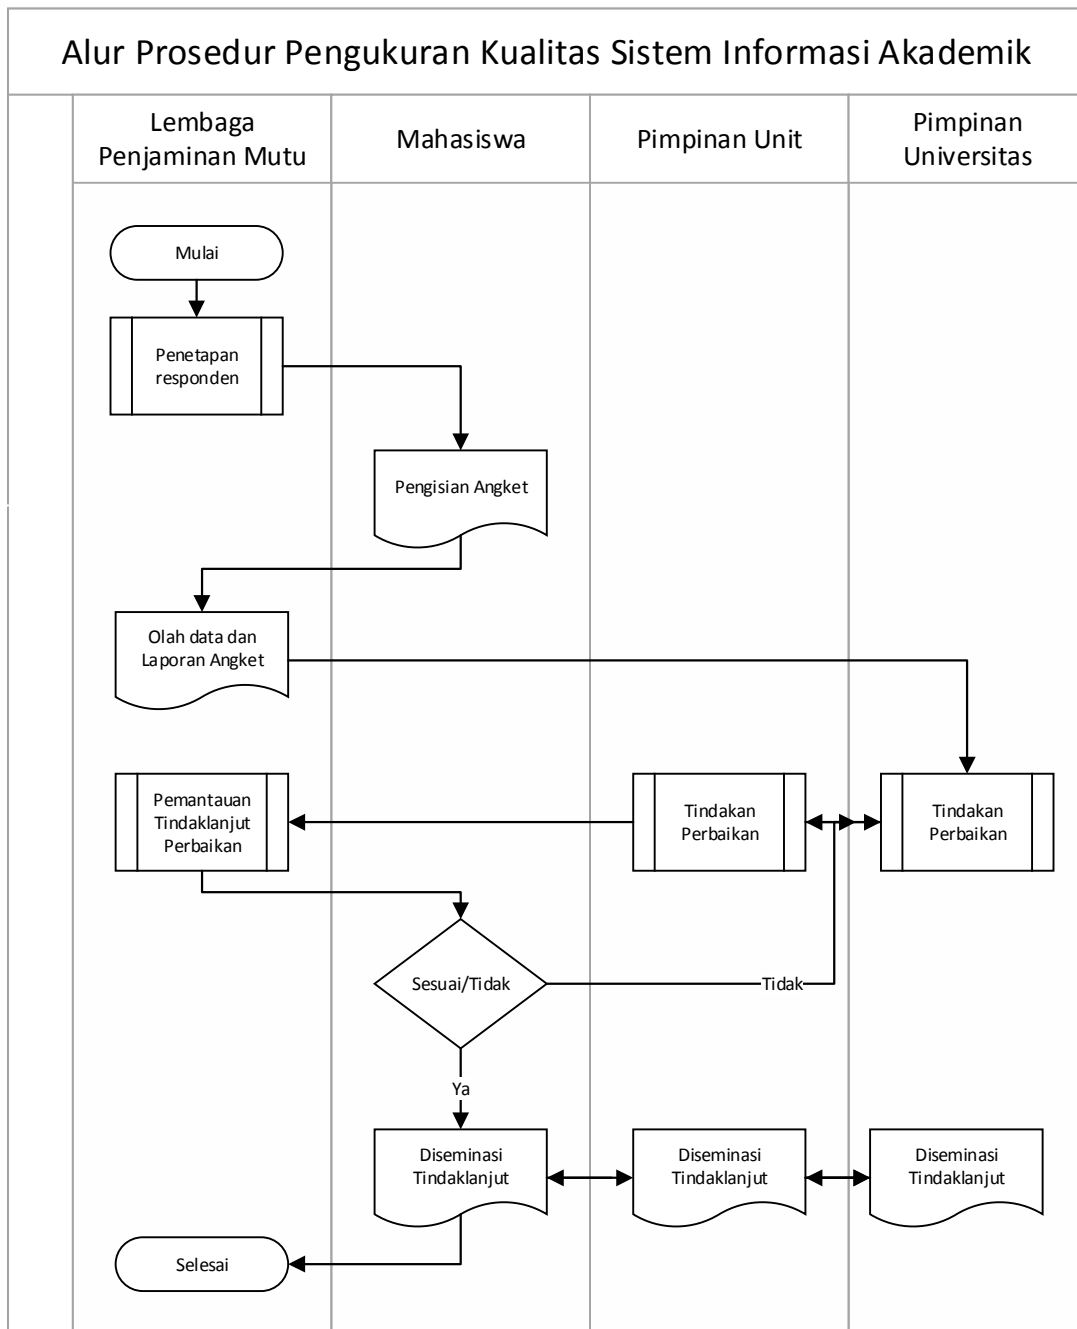 Alur Prosedur Pengukuran Kualitas Sistem Informasi Akademik
Lembaga
Penjaminan Mutu
Mahasiswa
Pimpinan Unit
Pimpinan
Universitas
Mulai
Penetapan
responden
Pengisian Angket
Olah data dan
Laporan Angket
Pemantauan
Tindaklanjut
Perbaikan
Tindakan
Perbaikan
Tindakan
Perbaikan
Sesuai/Tidak
Tidak
Ya
Diseminasi
Tindaklanjut
Diseminasi
Tindaklanjut
Diseminasi
Tindaklanjut
Selesai